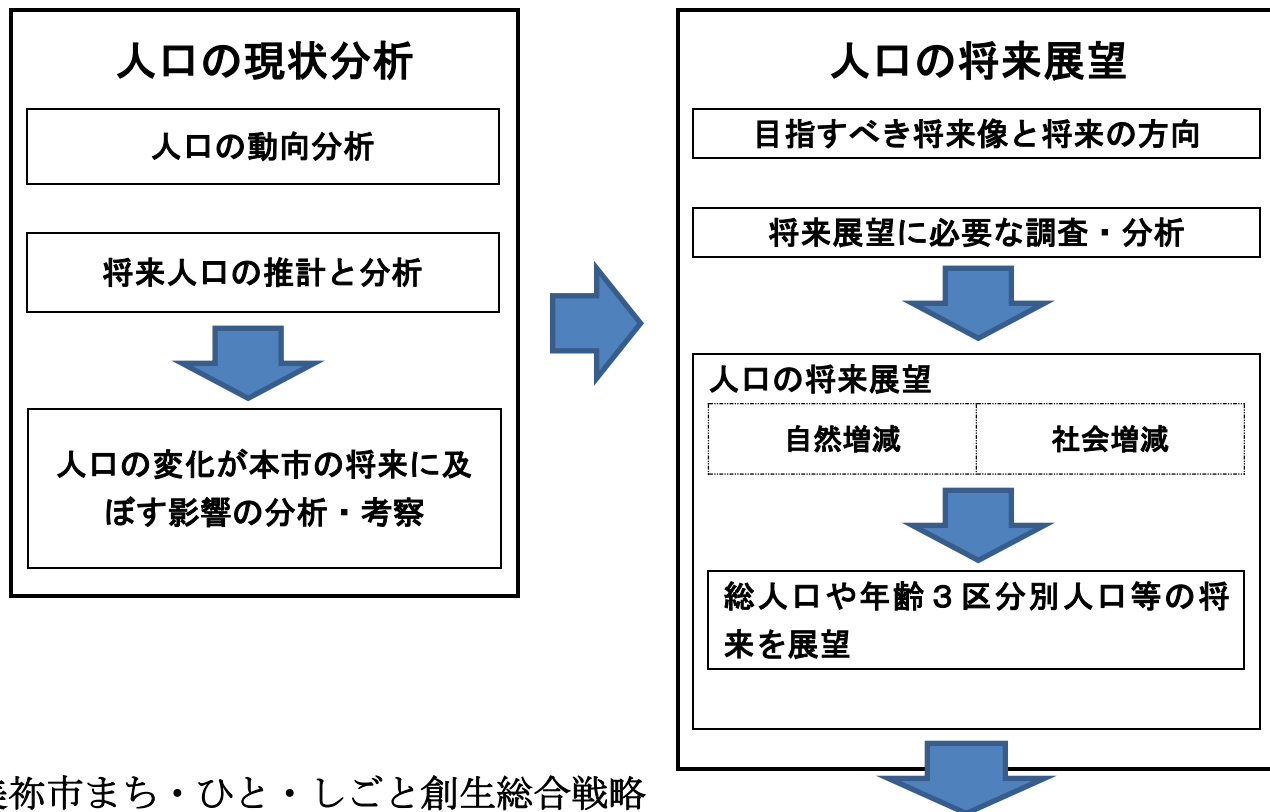 人口の現状分析
人口の動向分析
将来人口の推計と分析
人口の変化が本市の将来に及
ぼす影響の分析・考察
人口の将来展望
目指すべき将来像と将来の方向
将来展望に必要な調査・分析
人口の将来展望
自然増減
社会増減
総人口や年齢３区分別人口等の将
来を展望
美祢市まち・ひと・しごと創生総合戦略